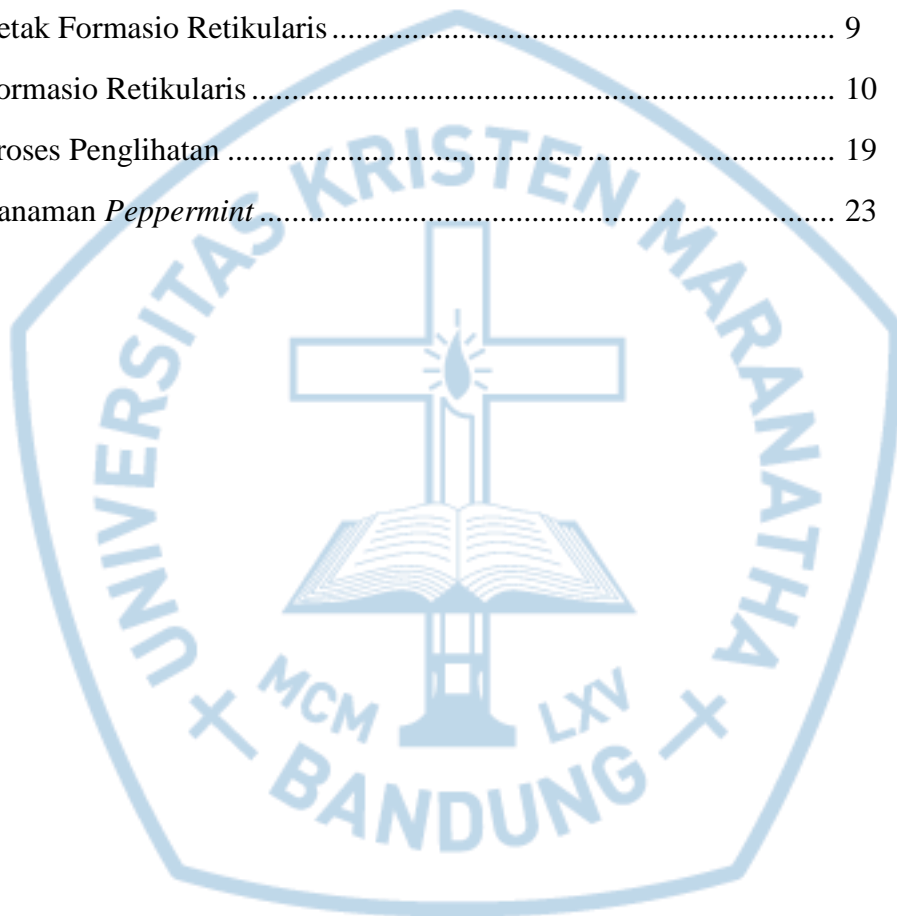 etak Formasio Retikularis ........................................................................ 9
ormasio Retikularis ................................................................................... 10
roses Penglihatan ...................................................................................... 19
anaman Peppermint ................................................................................. 23
UNIVERSITAS KRISTEN MARANATHA
MCM LXV
BANDUNG